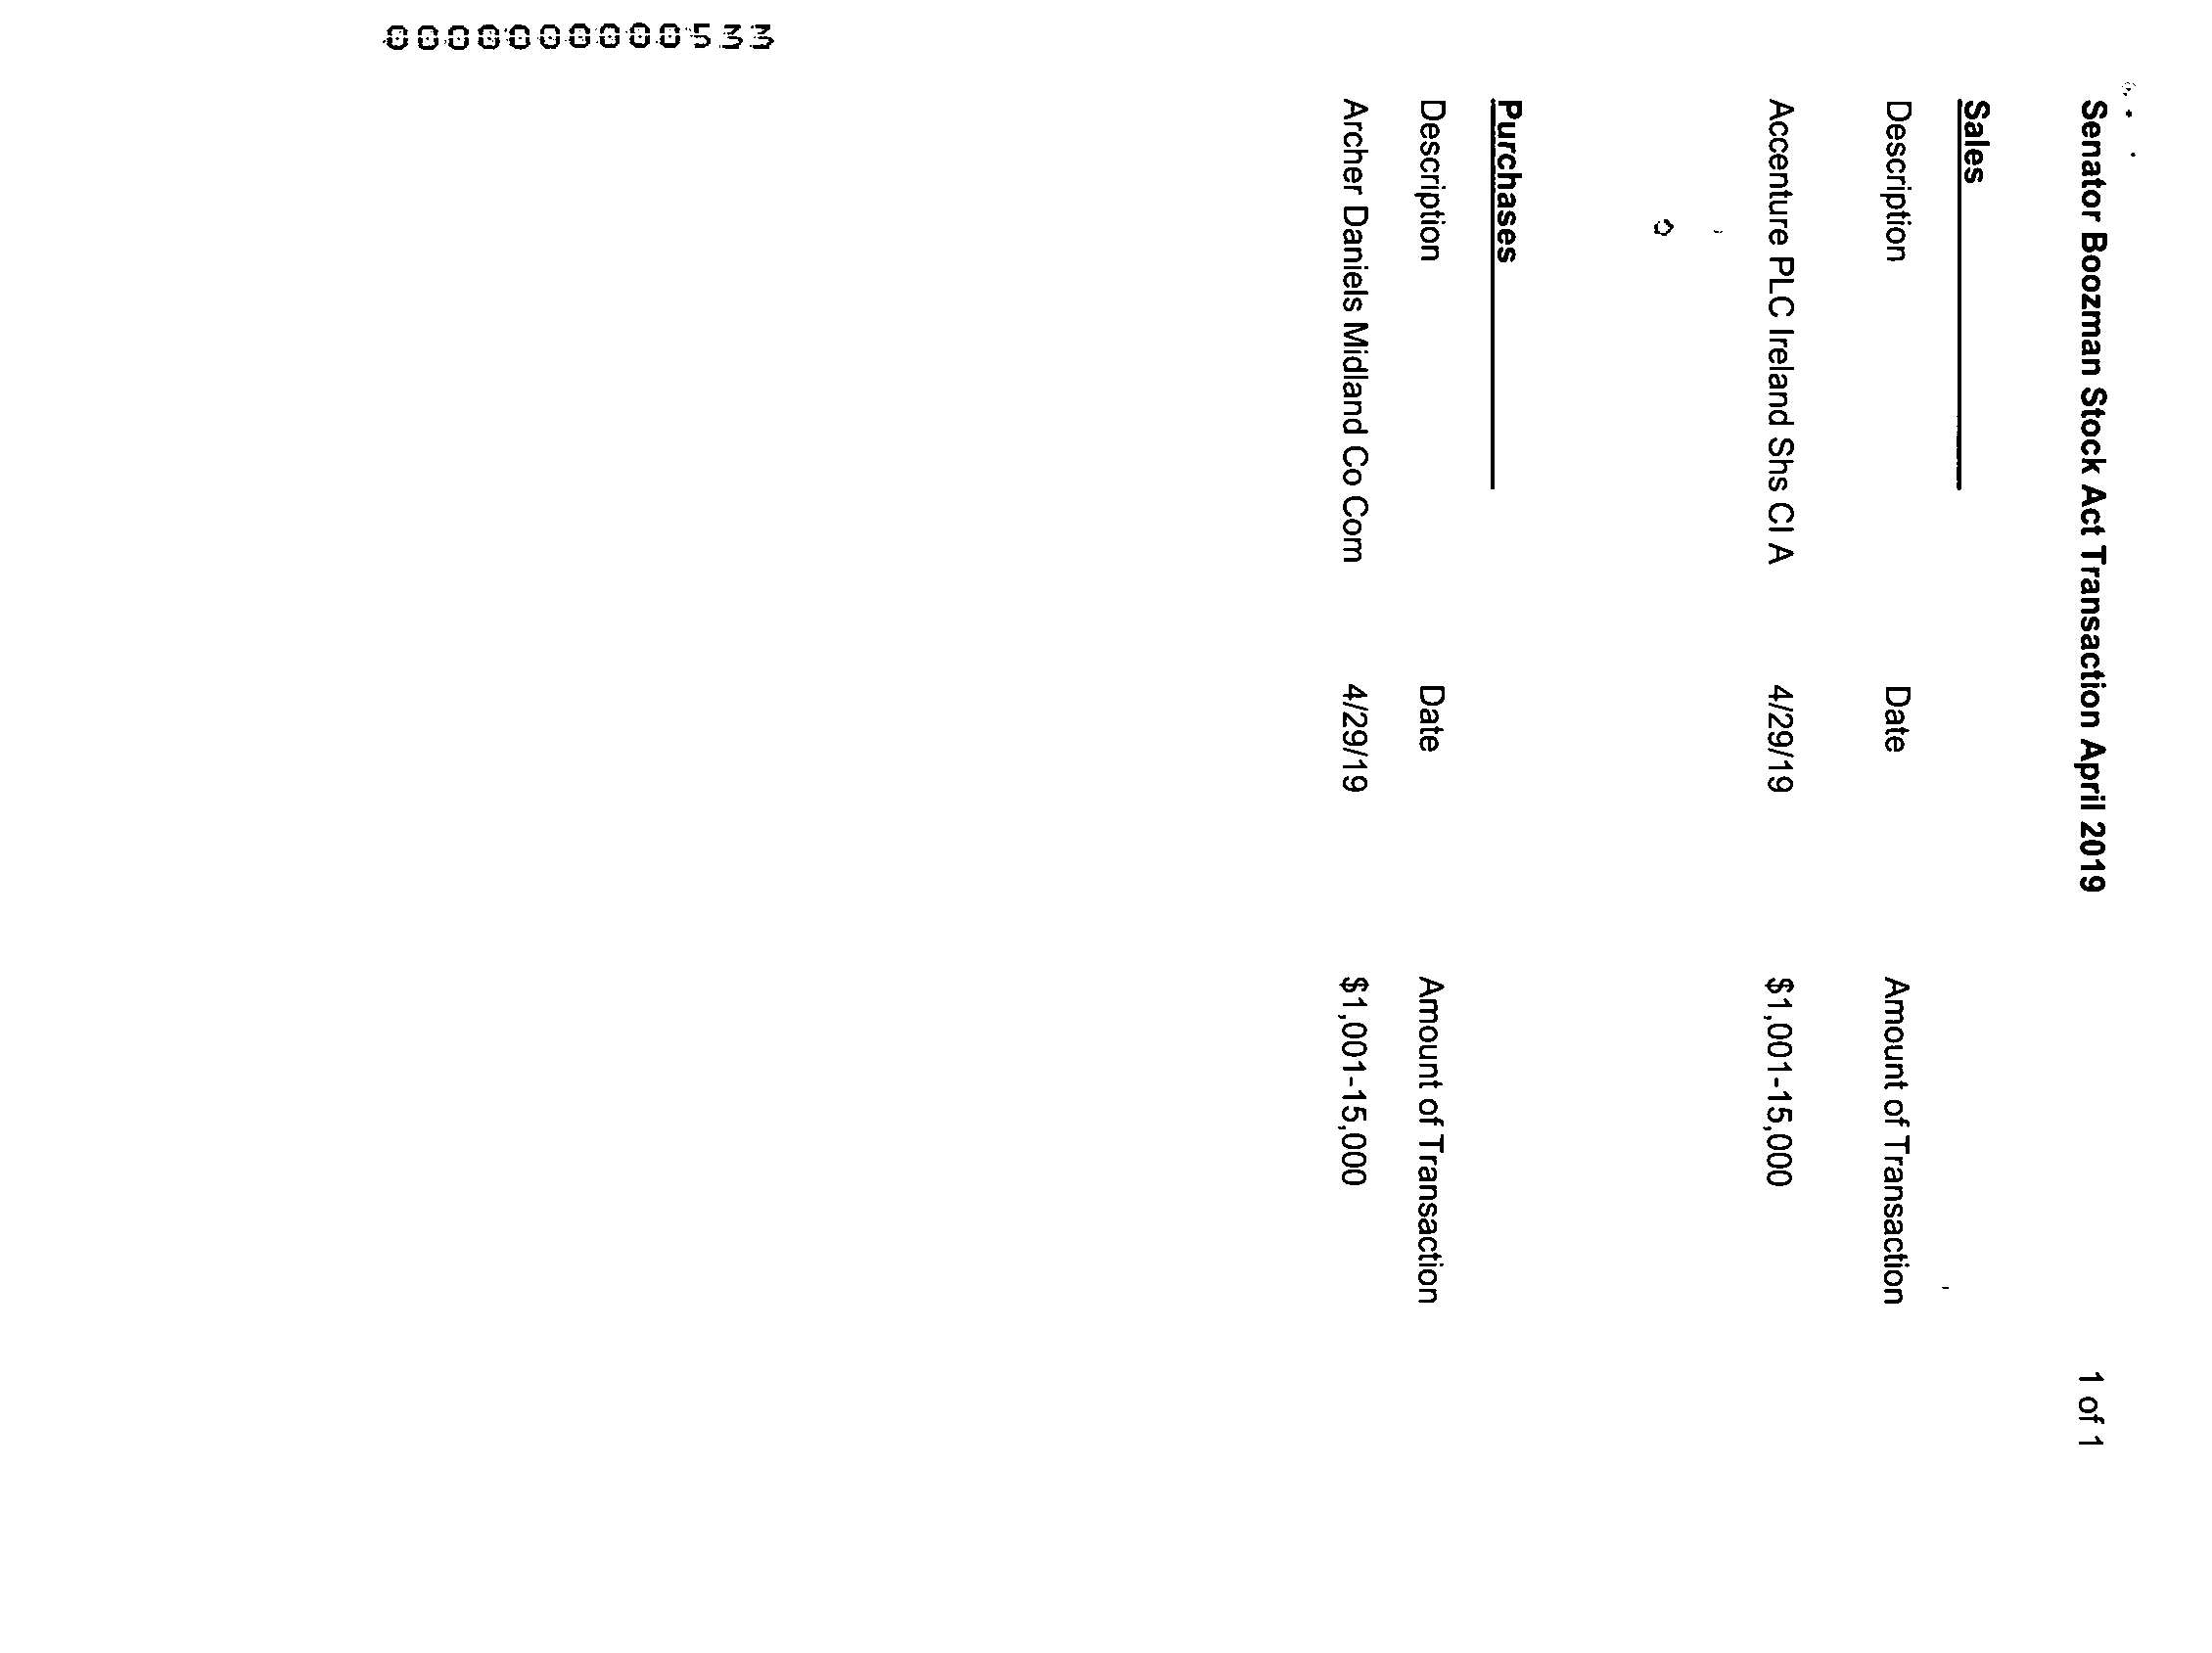 Senator Boozman Stock Act Transaction April 2019 1 of 1
Sales
Description Date Amount of Transaction
Accenture PLC Ireland Shs Cl A 4/29/19 $1,001-15,000
Purchases
Description Date Amount of Transaction
Archer Daniels Midland Co Com 4/29/19 $1,001-15,000
0000000000533